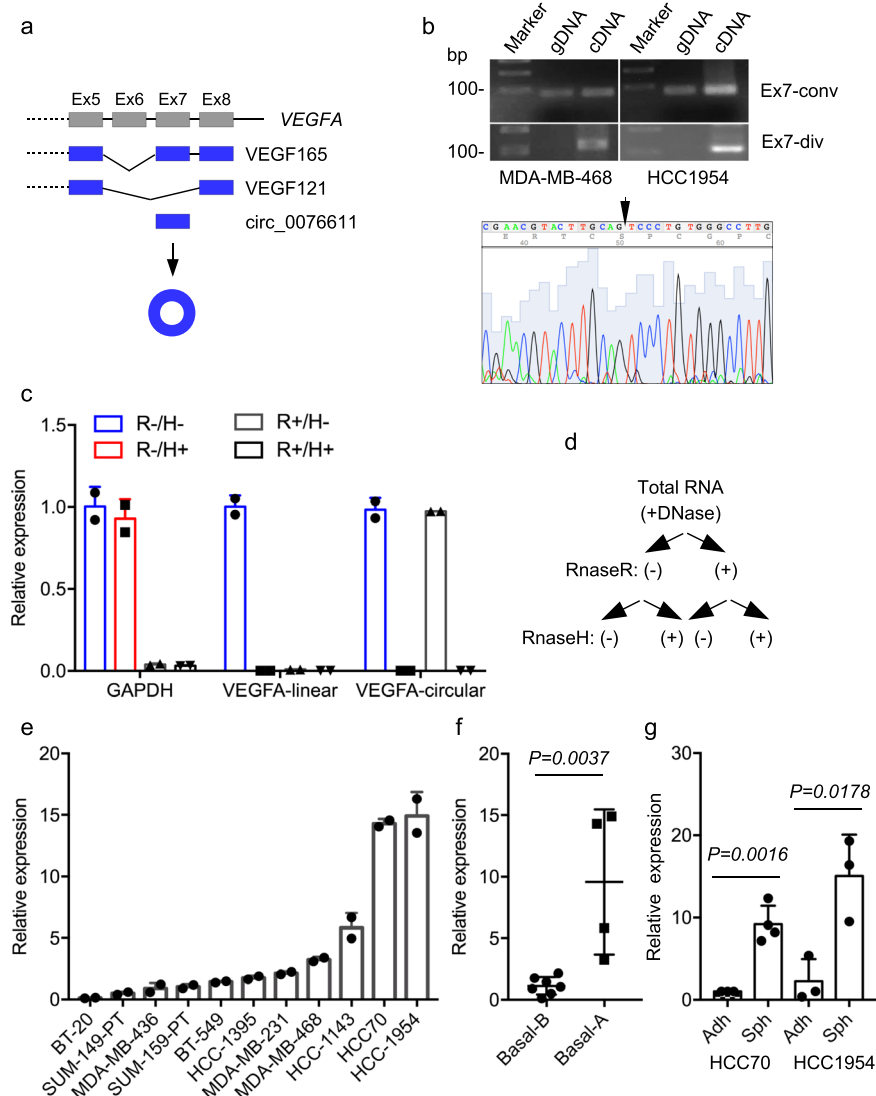 a
Ex5 Ex6 Ex7 Ex8
VEGFA
VEGF165
VEGF121
circ_0076611
b
Marker gDNA cDNA Marker gDNA cDNA
bp
100-
Ex7-conv
100-
Ex7-div
MDA-MB-468 HCC1954
CGAACGTACTTGCAGTCCCTGTGGGCCTTG
E R T C S P C G P C
40 50 60
c
Relative expression
1.5
1.0
0.5
0.0
R-/H- R+/H-
R-/H+ R+/H+
GAPDH VEGFA-linear VEGFA-circular
d
Total RNA
(+DNase)
RnaseR: (-) (+)
RnaseH: (-) (+) (-) (+)
e
Relative expression
20
15
10
5
0
BT-20
SUM-149-PT
MDA-MB-436
SUM-159-PT
BT-549
HCC-1395
MDA-MB-231
MDA-MB-468
HCC-1143
HCC70
HCC-1954
f
Relative expression
20
15
10
5
0
P=0.0037
Basal-B
Basal-A
g
Relative expression
30
20
10
0
P=0.0016
P=0.0178
Adh Sph Adh Sph
HCC70 HCC1954